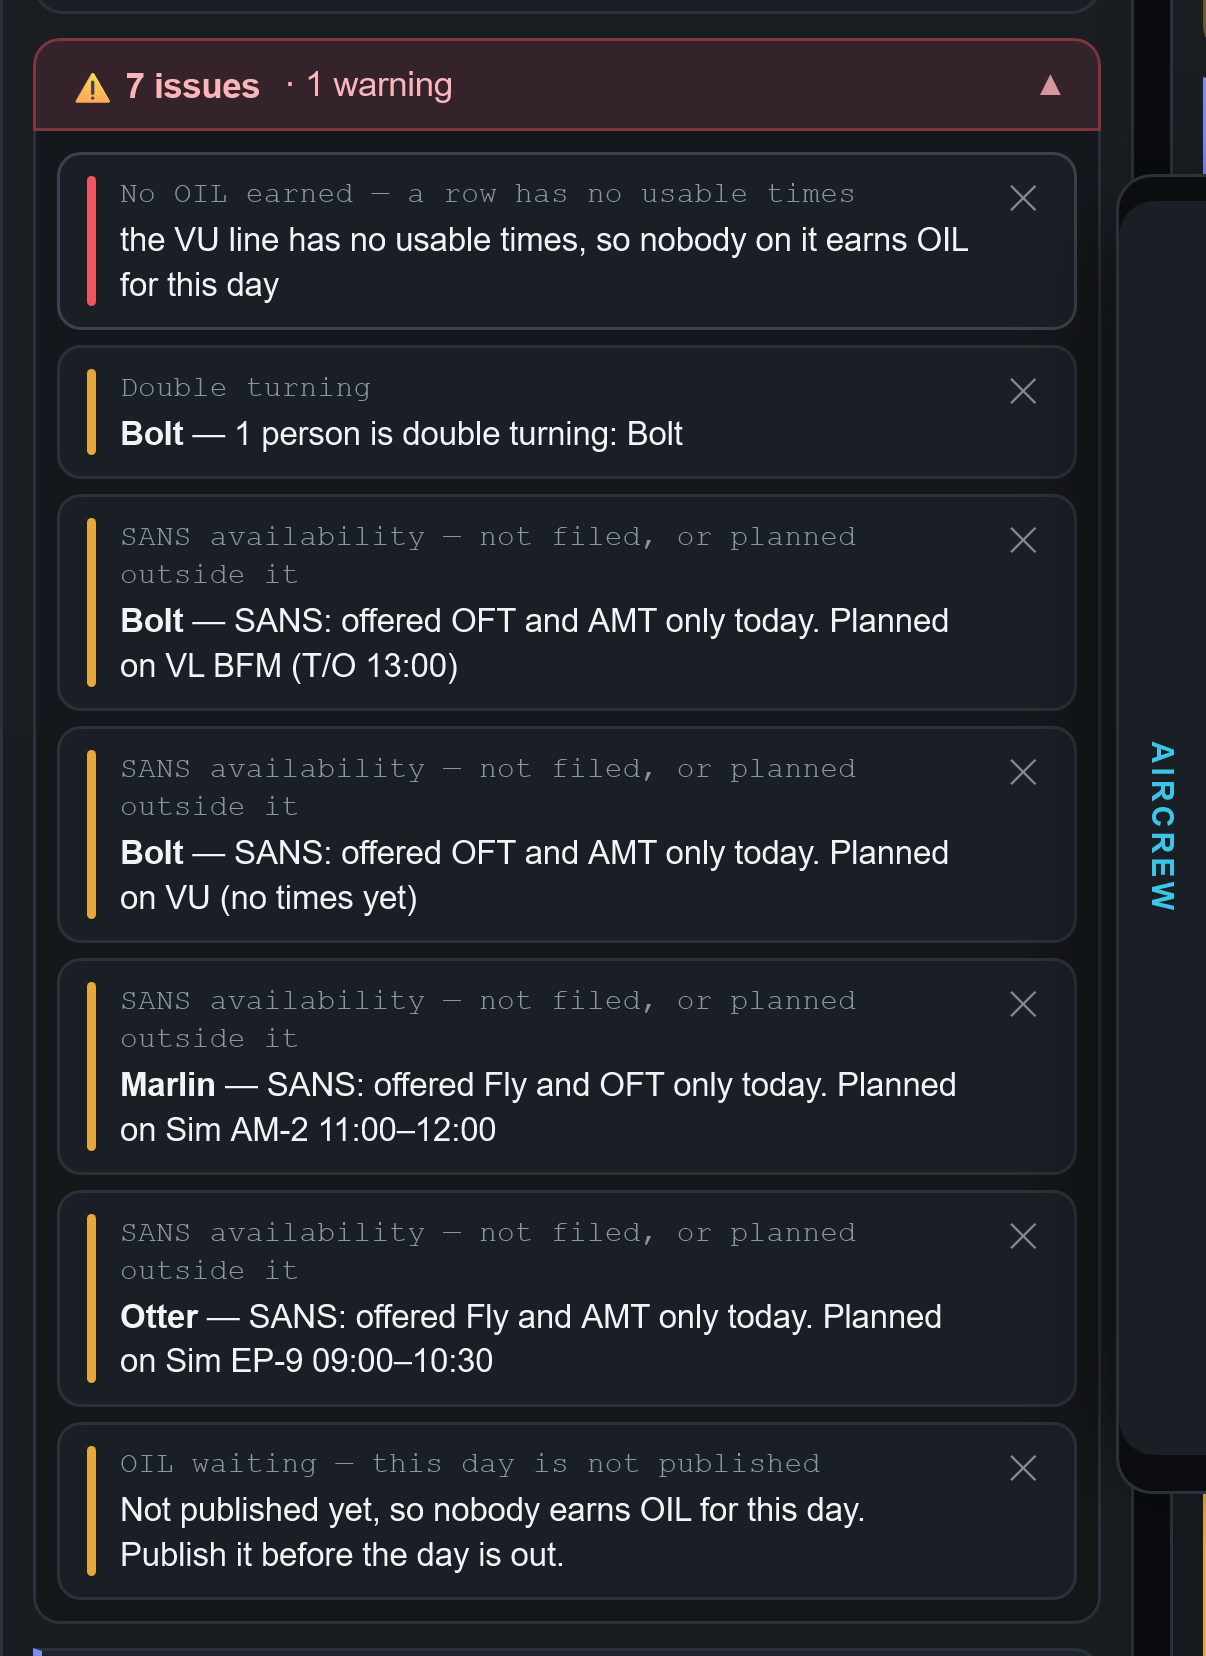 ⚠️ 7 issues · 1 warning ▲
No OIL earned — a row has no usable times
the VU line has no usable times, so nobody on it earns OIL
for this day
Double turning
Bolt — 1 person is double turning: Bolt
SANS availability — not filed, or planned
outside it
Bolt — SANS: offered OFT and AMT only today. Planned
on VL BFM (T/O 13:00)
SANS availability — not filed, or planned
outside it
Bolt — SANS: offered OFT and AMT only today. Planned
on VU (no times yet)
SANS availability — not filed, or planned
outside it
Marlin — SANS: offered Fly and OFT only today. Planned
on Sim AM-2 11:00–12:00
SANS availability — not filed, or planned
outside it
Otter — SANS: offered Fly and AMT only today. Planned
on Sim EP-9 09:00–10:30
OIL waiting — this day is not published
Not published yet, so nobody earns OIL for this day.
Publish it before the day is out.
AIRCREW